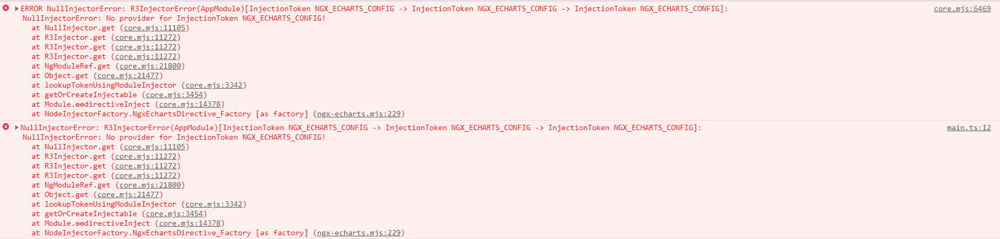 ERROR NullInjectorError: R3InjectorError(AppModule)[InjectionToken NGX_ECHARTS_CONFIG -> InjectionToken NGX_ECHARTS_CONFIG -> InjectionToken NGX_ECHARTS_CONFIG]: core.mjs:6469
NullInjectorError: No provider for InjectionToken NGX_ECHARTS_CONFIG!
at NullInjector.get (core.mjs:11105)
at R3Injector.get (core.mjs:11272)
at R3Injector.get (core.mjs:11272)
at R3Injector.get (core.mjs:11272)
at NgModuleRef.get (core.mjs:21800)
at Object.get (core.mjs:21477)
at lookupTokenUsingModuleInjector (core.mjs:3342)
at getOrCreateInjectable (core.mjs:3454)
at Module.ɵɵdirectiveInject (core.mjs:14378)
at NodeInjectorFactory.NgxEchartsDirective_Factory [as factory] (ngx-echarts.mjs:229)
NullInjectorError: R3InjectorError(AppModule)[InjectionToken NGX_ECHARTS_CONFIG -> InjectionToken NGX_ECHARTS_CONFIG -> InjectionToken NGX_ECHARTS_CONFIG]: main.ts:12
NullInjectorError: No provider for InjectionToken NGX_ECHARTS_CONFIG!
at NullInjector.get (core.mjs:11105)
at R3Injector.get (core.mjs:11272)
at R3Injector.get (core.mjs:11272)
at R3Injector.get (core.mjs:11272)
at NgModuleRef.get (core.mjs:21800)
at Object.get (core.mjs:21477)
at lookupTokenUsingModuleInjector (core.mjs:3342)
at getOrCreateInjectable (core.mjs:3454)
at Module.ɵɵdirectiveInject (core.mjs:14378)
at NodeInjectorFactory.NgxEchartsDirective_Factory [as factory] (ngx-echarts.mjs:229)